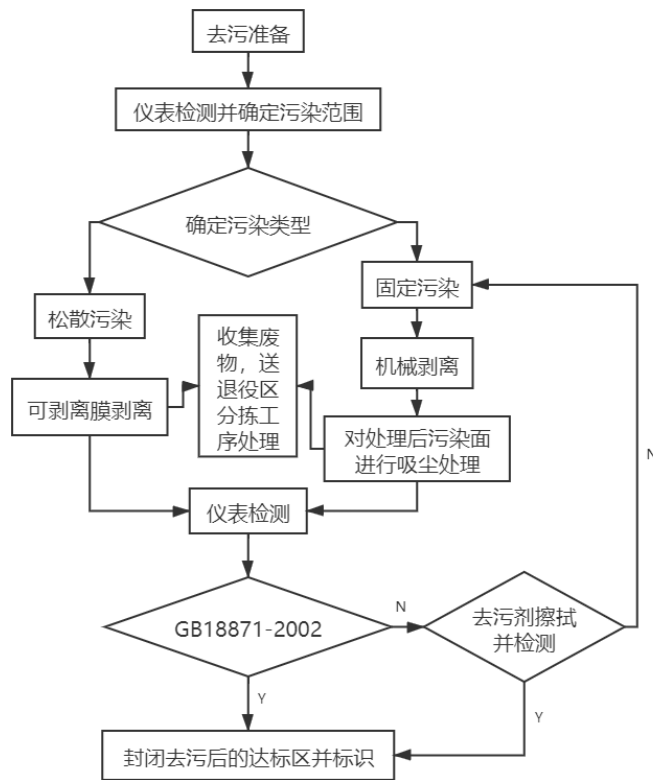 去污准备
仪表检测并确定污染范围
确定污染类型
固定污染
松散污染
收集废
物，送
退役区
分拣工
序处理
机械剥离
可剥离膜剥离
对处理后污染面
进行吸尘处理
N
仪表检测
GB18871-2002
N
去污剂擦拭
并检测
Y
Y
封闭去污后的达标区并标识